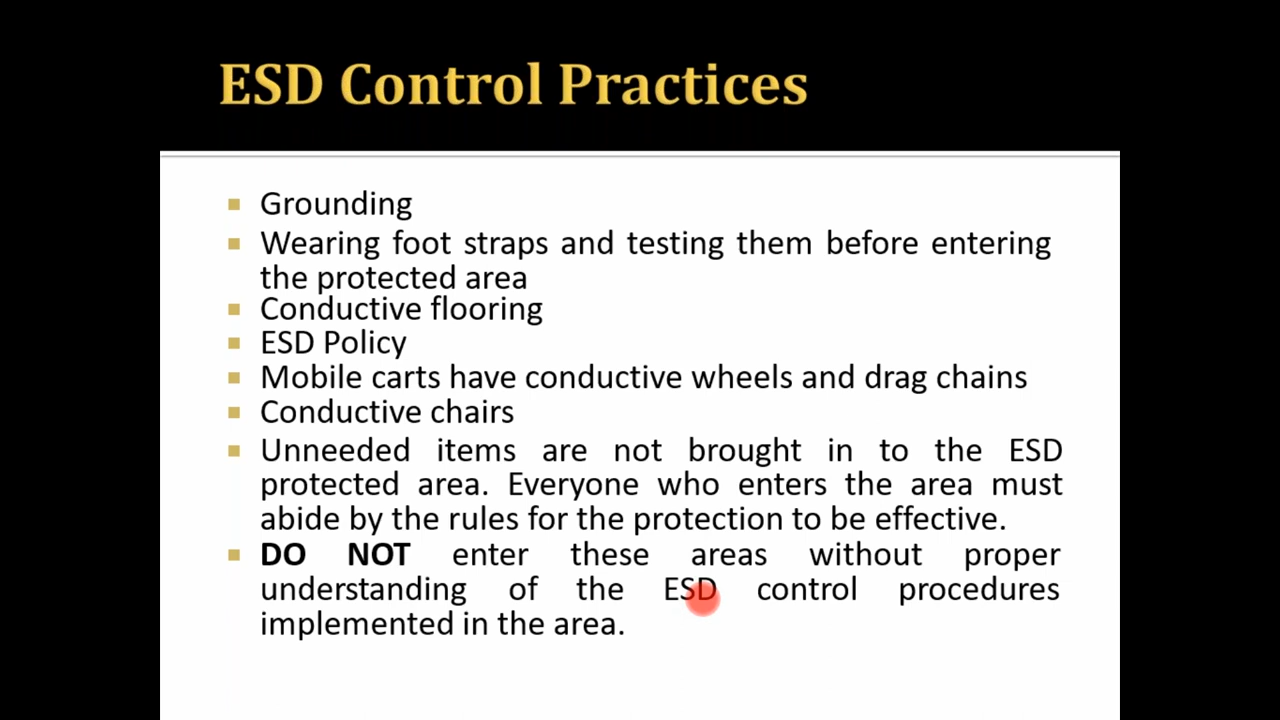 ESD Control Practices
Grounding
Wearing foot straps and testing them before entering
the protected area
Conductive flooring
ESD Policy
Mobile carts have conductive wheels and drag chains
Conductive chairs
Unneeded items are not brought in to the ESD
protected area. Everyone who enters the area must
abide by the rules for the protection to be effective.
DO NOT enter these areas without proper
understanding of the ESD control procedures
implemented in the area.